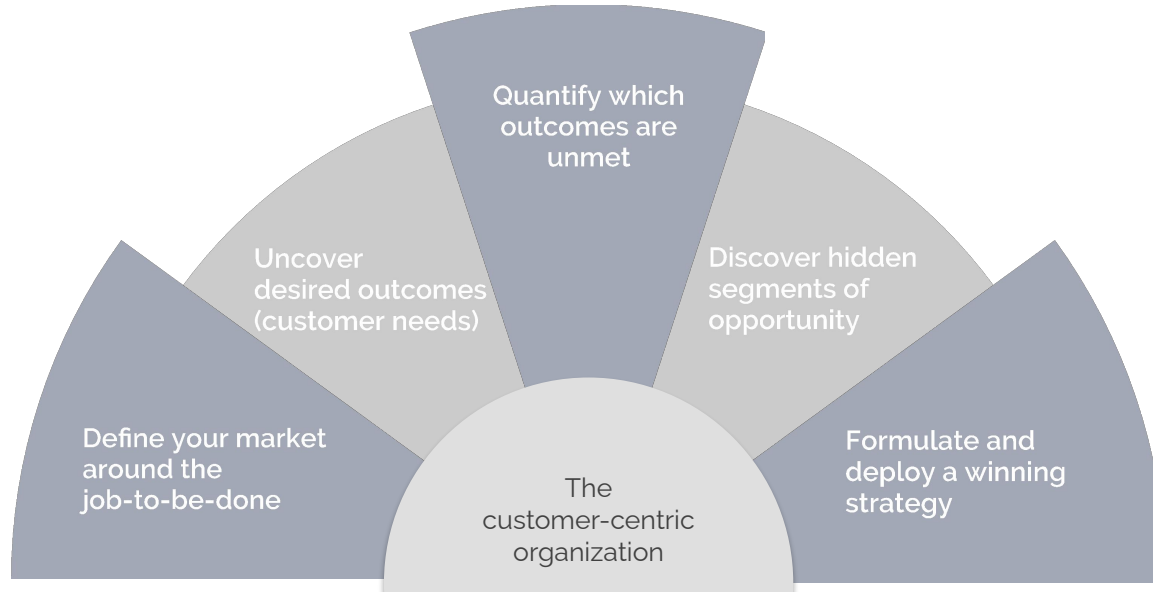 Define your market
around the
job-to-be-done
Uncover
desired outcomes
(customer needs)
Quantify which
outcomes are
unmet
Discover hidden
segments of
opportunity
Formulate and
deploy a winning
strategy
The
customer-centric
organization